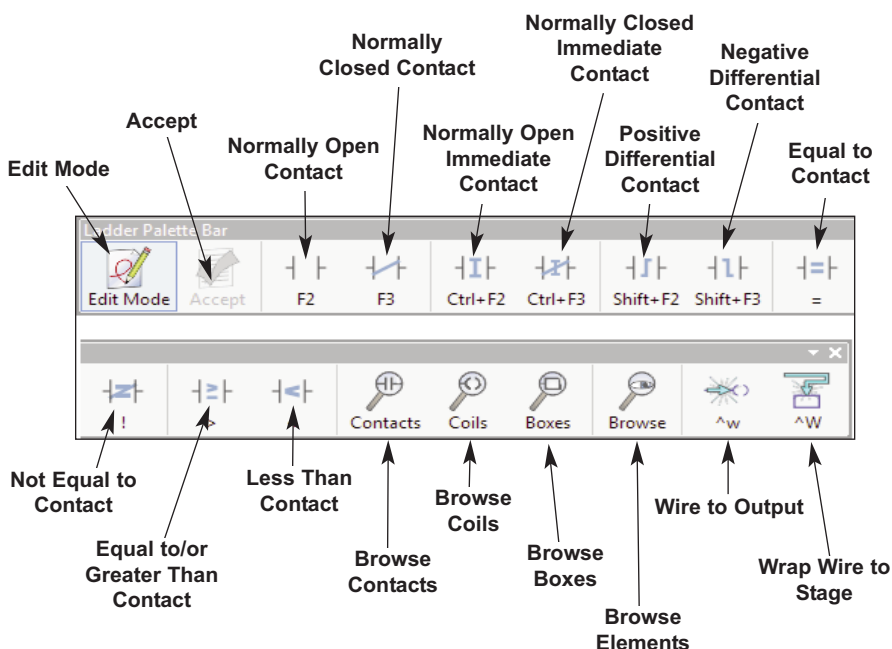 Normally
Closed Contact
Normally Closed
Immediate
Contact
Negative
Differential
Contact
Accept
Normally Open
Contact
Normally Open
Immediate
Contact
Positive
Differential
Contact
Equal to
Contact
Edit Mode
Ladder Palette Bar
Edit Mode
Accept
F2
F3
Ctrl+F2
Ctrl+F3
Shift+F2
Shift+F3
=
!
>
<
Contacts
Coils
Boxes
Browse
^w
^W
Not Equal to
Contact
Equal to/or
Greater Than
Contact
Less Than
Contact
Browse
Contacts
Browse
Coils
Browse
Boxes
Browse
Elements
Wire to Output
Wrap Wire to
Stage